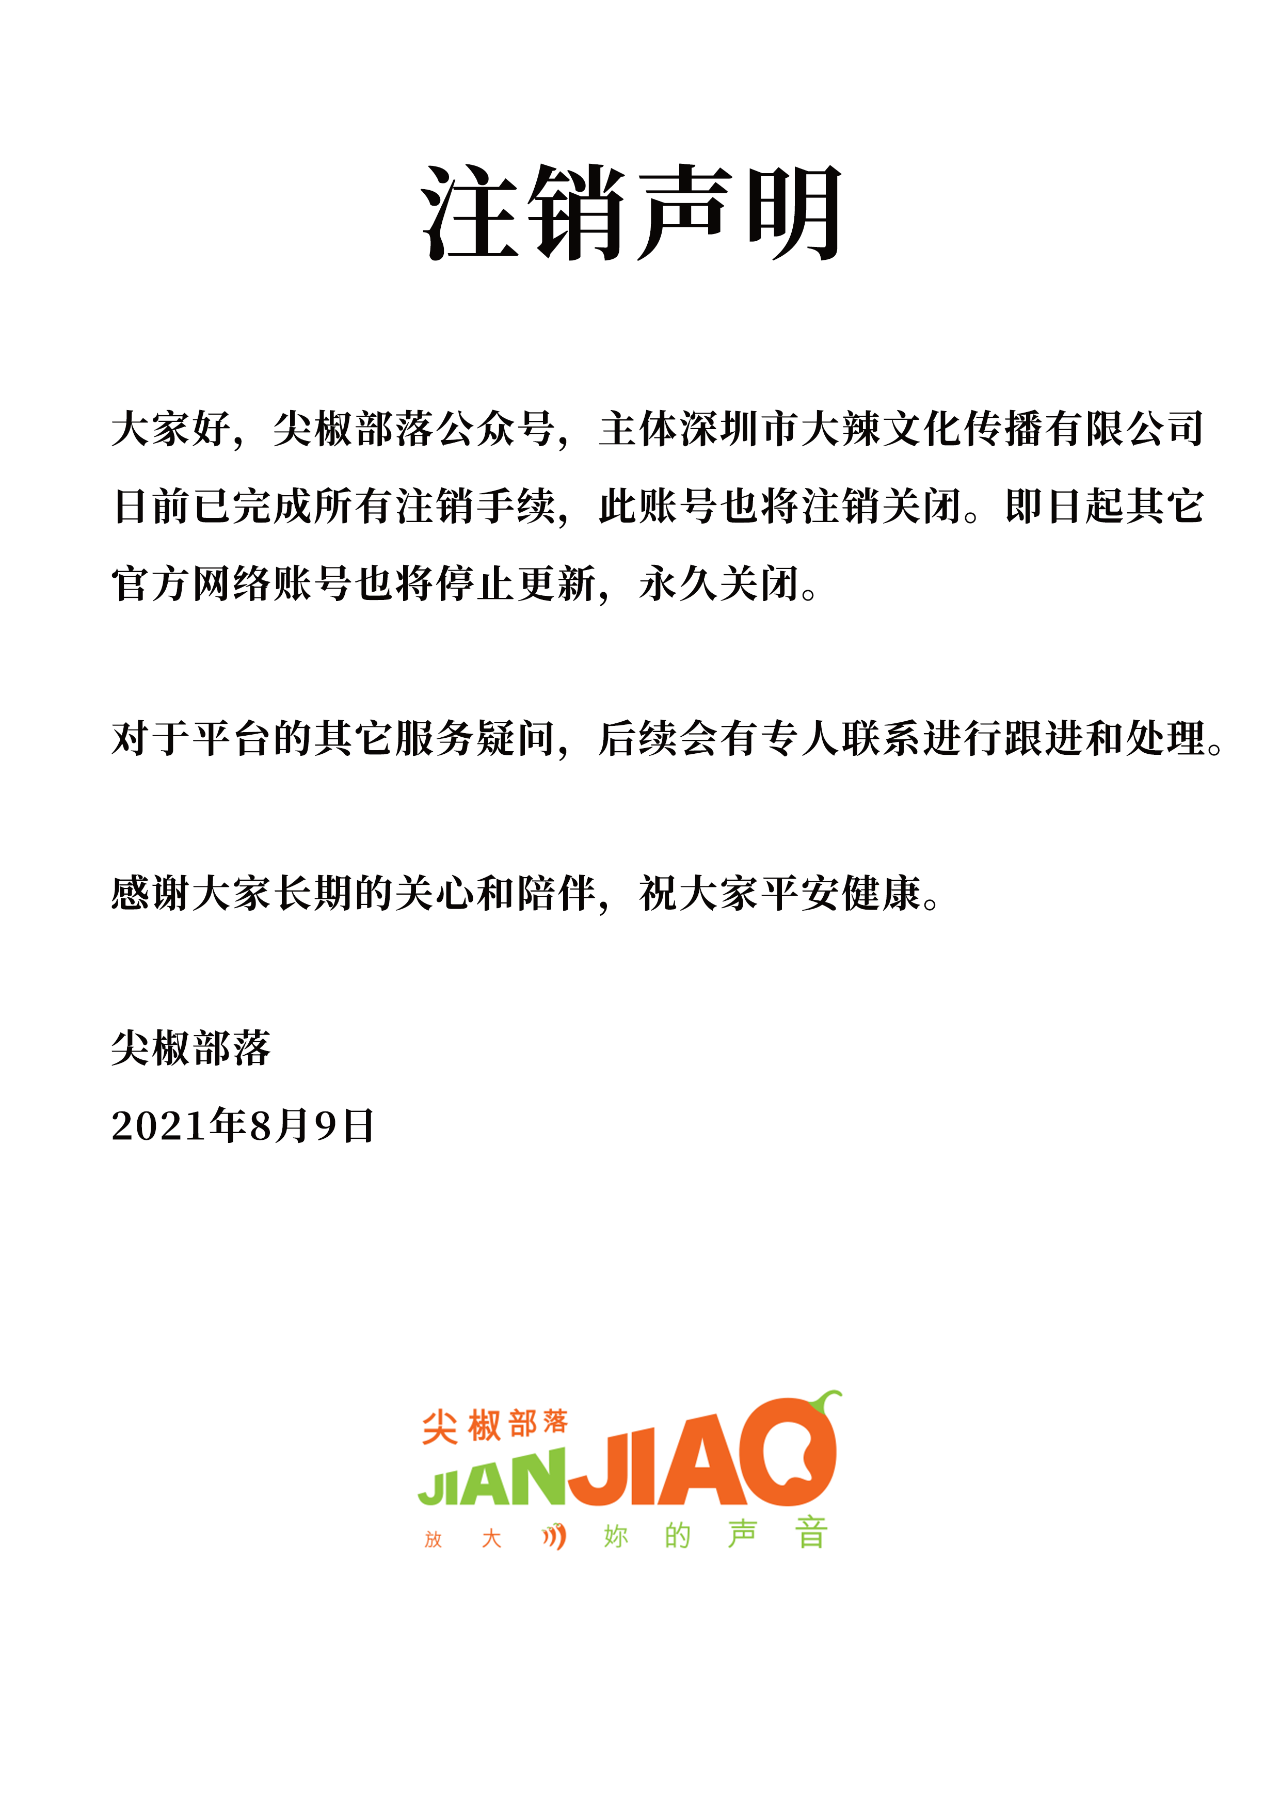 注销声明
大家好，尖椒部落公众号，主体深圳市大辣文化传播有限公司
日前已完成所有注销手续，此账号也将注销关闭。即日起其它
官方网络账号也将停止更新，永久关闭。
对于平台的其它服务疑问，后续会有专人联系进行跟进和处理。
感谢大家长期的关心和陪伴，祝大家平安健康。
尖椒部落
2021年8月9日
尖椒部落
JIANJIAO
放大妳的声音